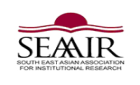 SEAAIR
SOUTH EAST ASIAN ASSOCIATION
FOR INSTITUTIONAL RESEARCH